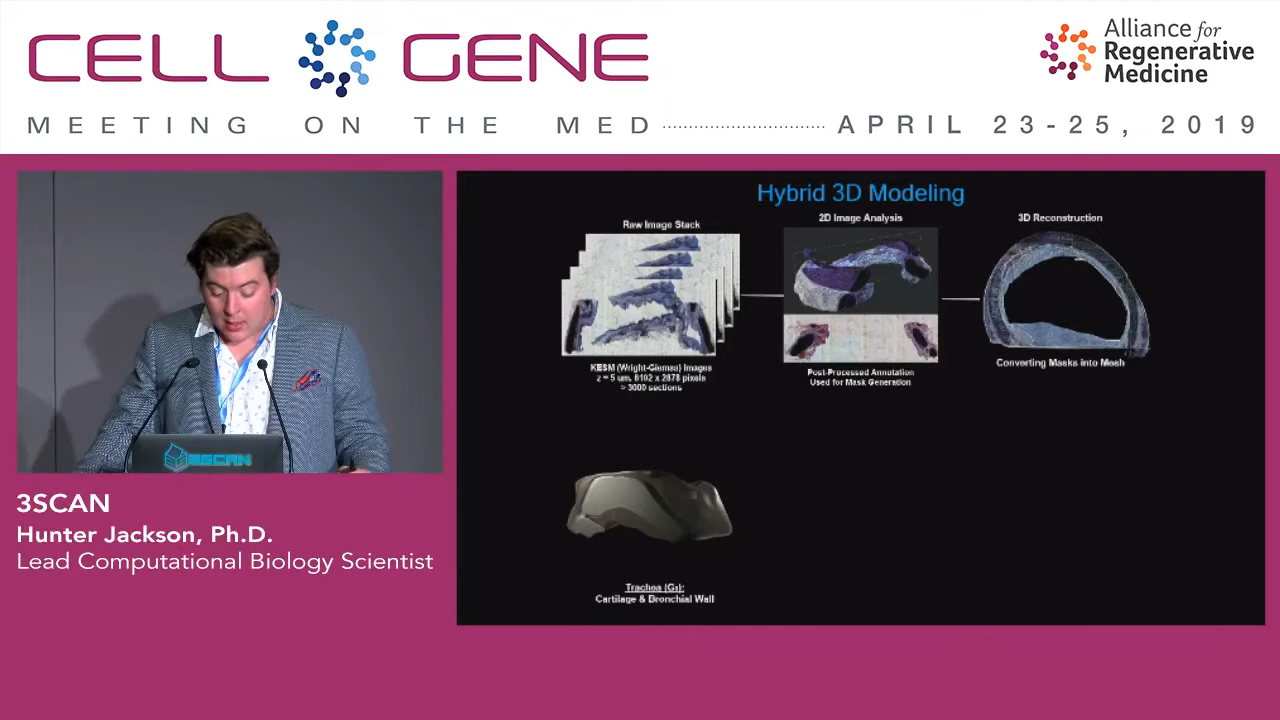 CELL GENE
MEETING ON THE MED
APRIL 23-25, 2019
Alliance for
Regenerative
Medicine
3SCAN
3SCAN
Hunter Jackson, Ph.D.
Lead Computational Biology Scientist
Hybrid 3D Modeling
Raw Image Stack
KESM (Wright-Giemsa) Images
z = 5 um, 8192 x 2878 pixels
> 3000 sections
2D Image Analysis
Post-Processed Annotation
Used for Mask Generation
3D Reconstruction
Converting Masks into Mesh
Trachea (G₁):
Cartilage & Bronchial Wall